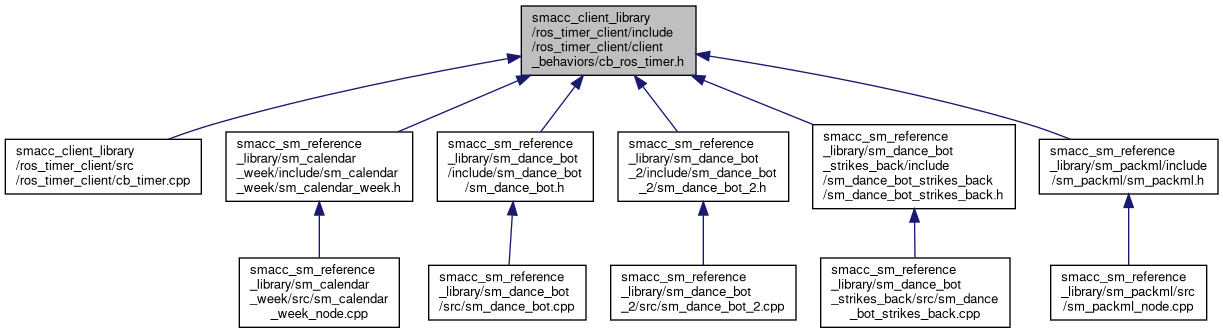 smacc_client_library
/ros_timer_client/include
/ros_timer_client/client
_behaviors/cb_ros_timer.h
smacc_client_library
/ros_timer_client/src
/ros_timer_client/cb_timer.cpp
smacc_sm_reference
_library/sm_calendar
_week/include/sm_calendar
_week/sm_calendar_week.h
smacc_sm_reference
_library/sm_dance_bot
/include/sm_dance_bot
/sm_dance_bot.h
smacc_sm_reference
_library/sm_dance_bot
_2/include/sm_dance_bot
_2/sm_dance_bot_2.h
smacc_sm_reference
_library/sm_dance_bot
_strikes_back/include
/sm_dance_bot_strikes_back
/sm_dance_bot_strikes_back.h
smacc_sm_reference
_library/sm_packml/include
/sm_packml/sm_packml.h
smacc_sm_reference
_library/sm_calendar
_week/src/sm_calendar
_week_node.cpp
smacc_sm_reference
_library/sm_dance_bot
/src/sm_dance_bot.cpp
smacc_sm_reference
_library/sm_dance_bot
_2/src/sm_dance_bot_2.cpp
smacc_sm_reference
_library/sm_dance_bot
_strikes_back/src/sm_dance
_bot_strikes_back.cpp
smacc_sm_reference
_library/sm_packml/src
/sm_packml_node.cpp